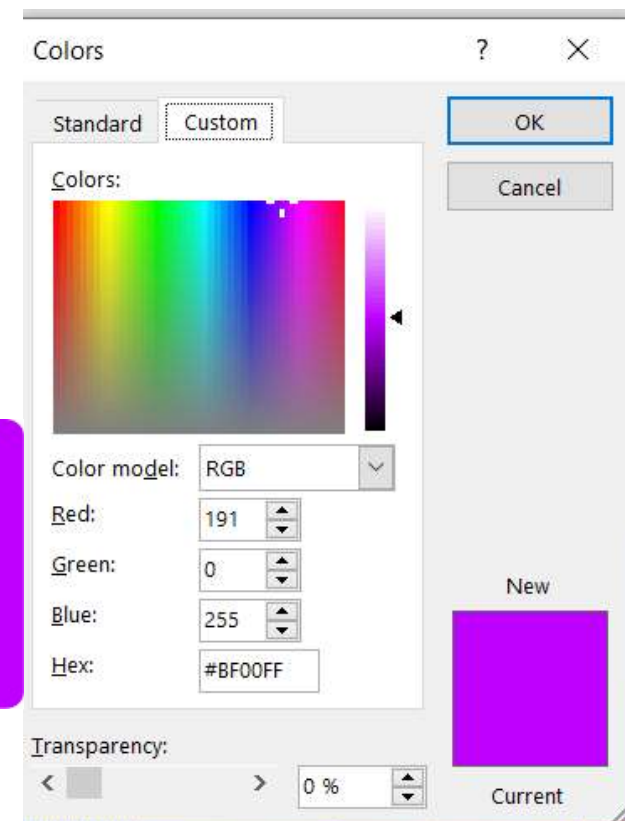 Colors ? ×
Standard Custom OK
Colors: Cancel
Color model: RGB
Red: 191
Green: 0
Blue: 255
Hex: #BF00FF
New
Transparency:
0 %
Current